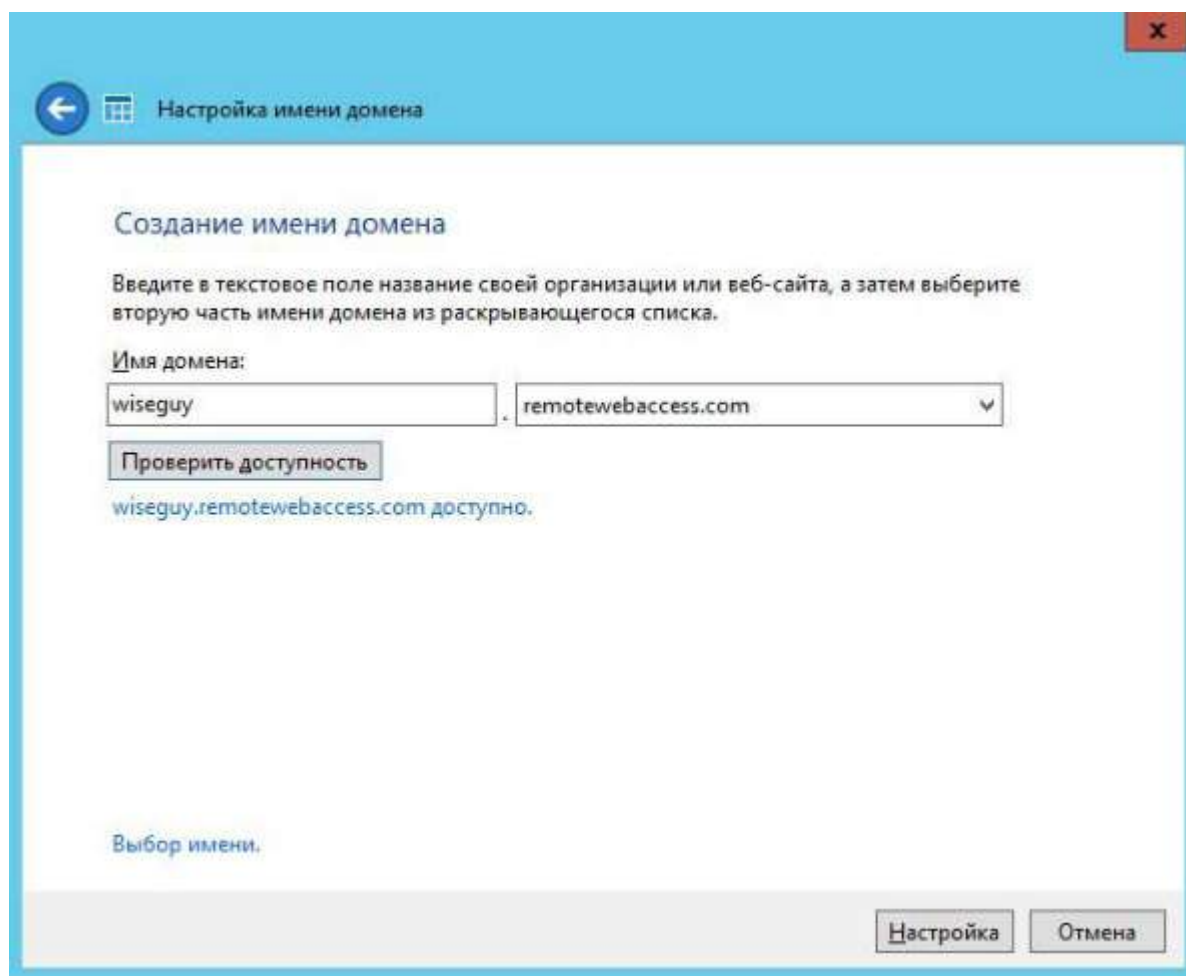 x
Настройка имени домена
Создание имени домена
Введите в текстовое поле название своей организации или веб-сайта, а затем выберите
вторую часть имени домена из раскрывающегося списка.
Имя домена:
wiseguy . remotewebaccess.com
Проверить доступность
wiseguy.remotewebaccess.com доступно.
Выбор имени.
Настройка Отмена